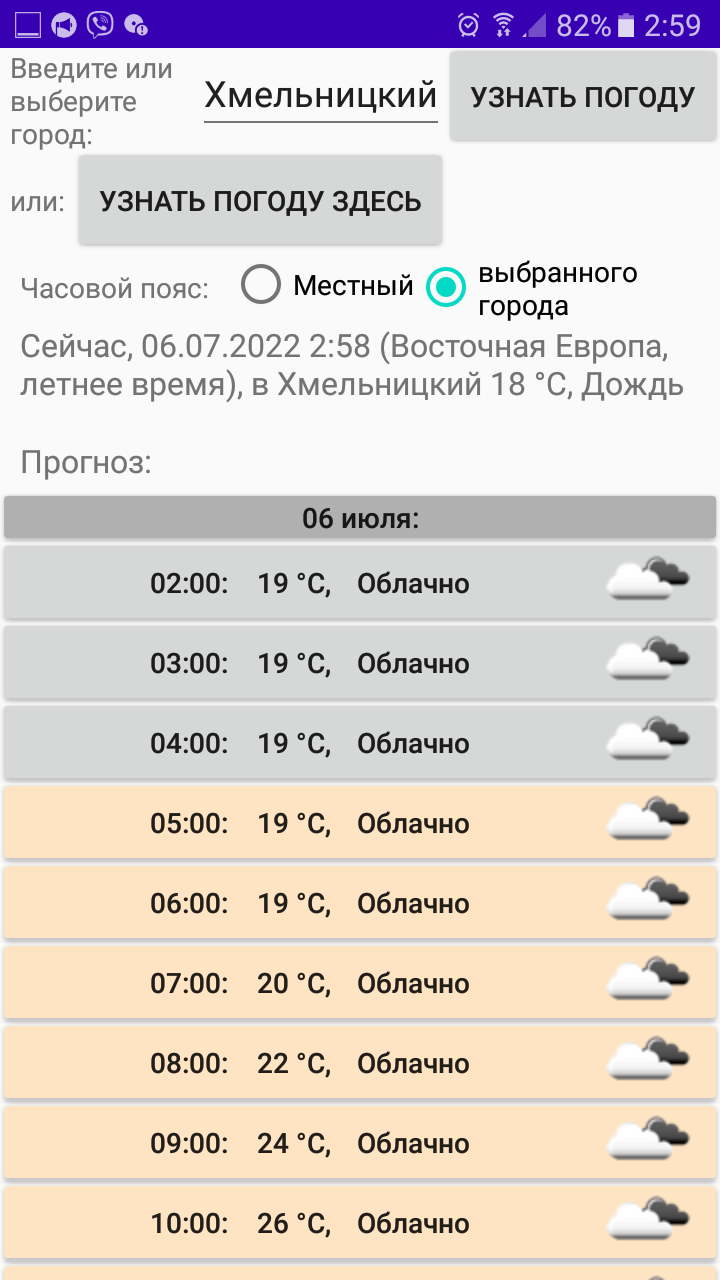 82% 2:59
Введите или
выберите
город:
Хмельницкий
УЗНАТЬ ПОГОДУ
или:
УЗНАТЬ ПОГОДУ ЗДЕСЬ
Часовой пояс:
Местный
выбранного
города
Сейчас, 06.07.2022 2:58 (Восточная Европа,
летнее время), в Хмельницкий 18 °C, Дождь
Прогноз:
06 июля:
02:00: 19 °C, Облачно
03:00: 19 °C, Облачно
04:00: 19 °C, Облачно
05:00: 19 °C, Облачно
06:00: 19 °C, Облачно
07:00: 20 °C, Облачно
08:00: 22 °C, Облачно
09:00: 24 °C, Облачно
10:00: 26 °C, Облачно